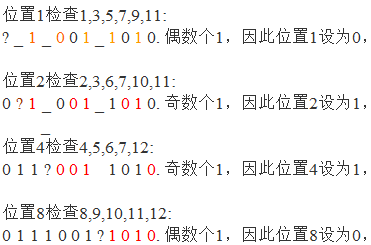 位置1检查1,3,5,7,9,11:
? _ 1 _ 0 0 1 _ 1 0 1 0. 偶数个1，因此位置1设为0，
位置2检查2,3,6,7,10,11:
0 ? 1 _ 0 0 1 _ 1 0 1 0. 奇数个1，因此位置2设为1，
位置4检查4,5,6,7,12:
0 1 1 ? 0 0 1 _ 1 0 1 0. 奇数个1，因此位置4设为1，
位置8检查8,9,10,11,12:
0 1 1 1 0 0 1 ? 1 0 1 0. 偶数个1，因此位置8设为0，